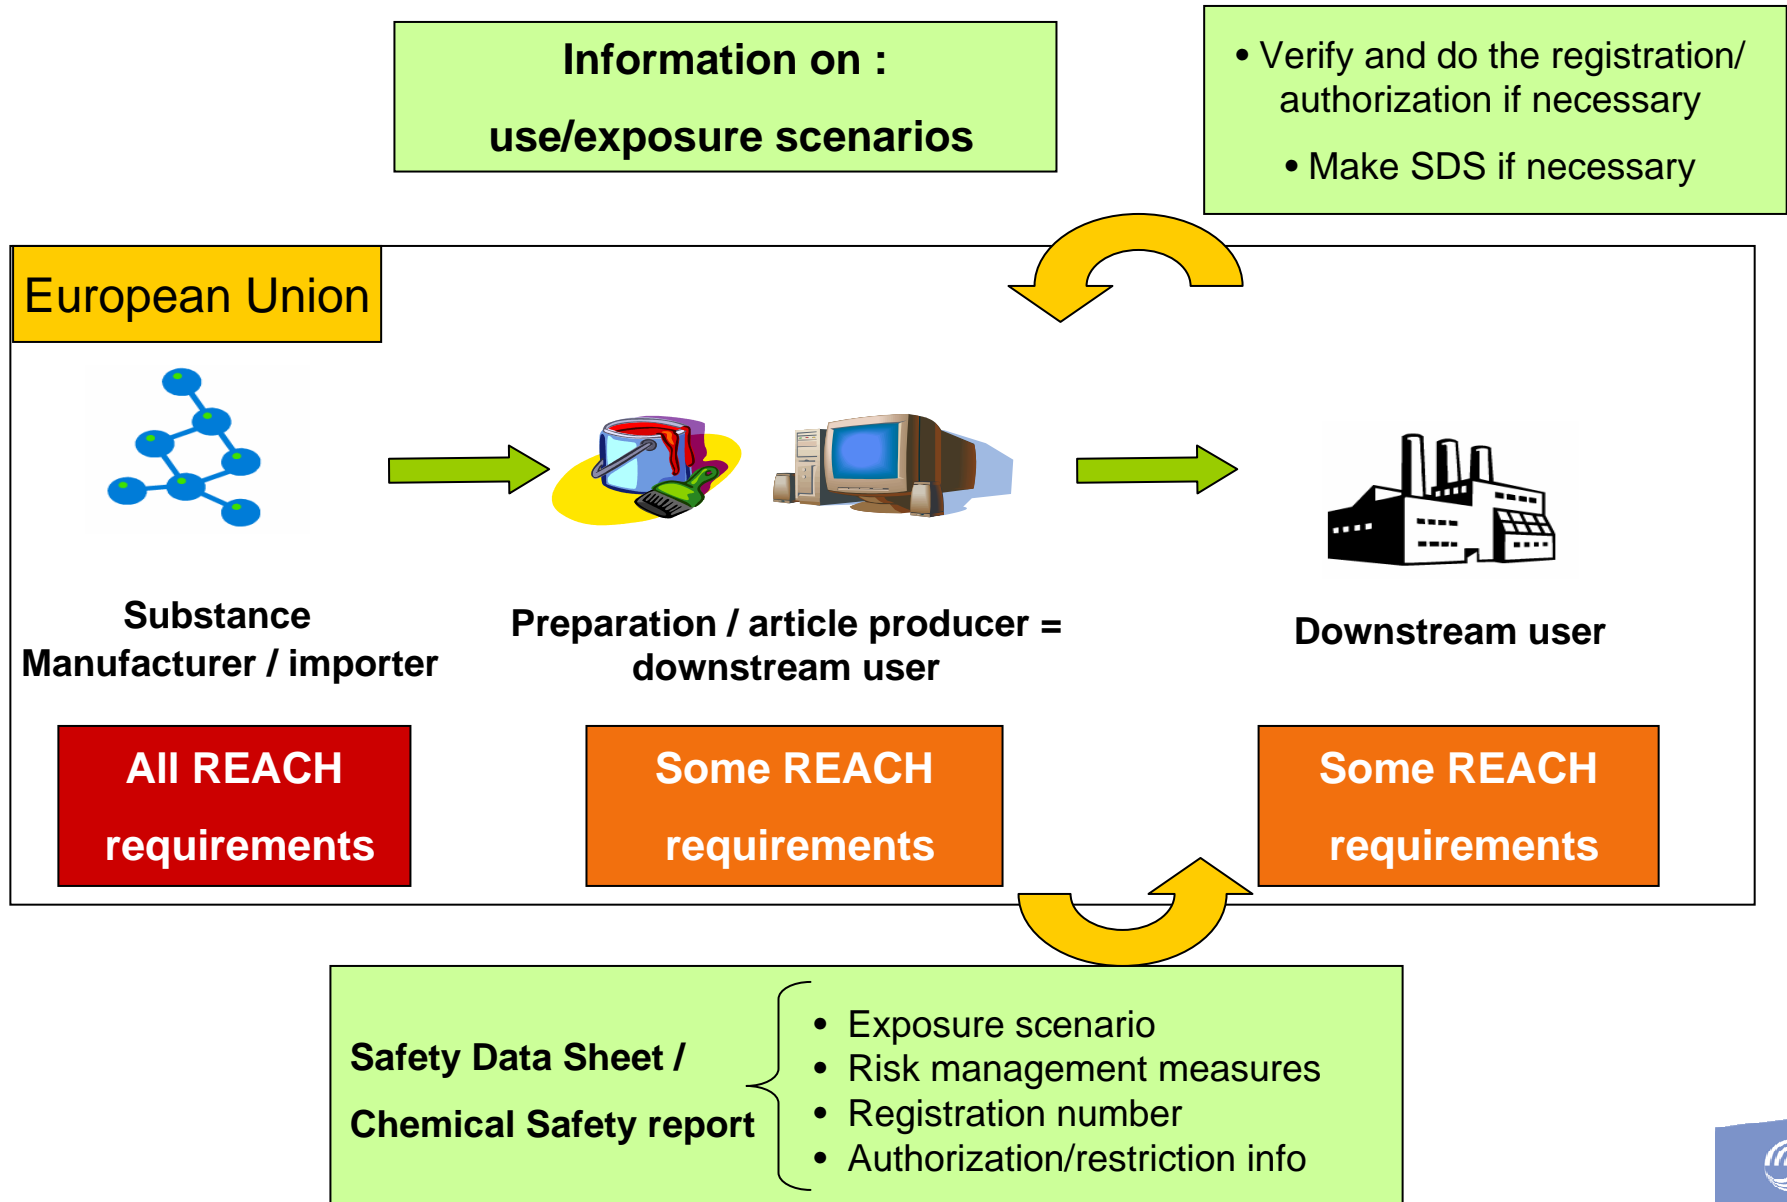 Information on :
use/exposure scenarios
• Verify and do the registration/
authorization if necessary
• Make SDS if necessary
European Union
Substance
Manufacturer / importer
Preparation / article producer =
downstream user
Downstream user
All REACH
requirements
Some REACH
requirements
Some REACH
requirements
Safety Data Sheet /
Chemical Safety report
• Exposure scenario
• Risk management measures
• Registration number
• Authorization/restriction info